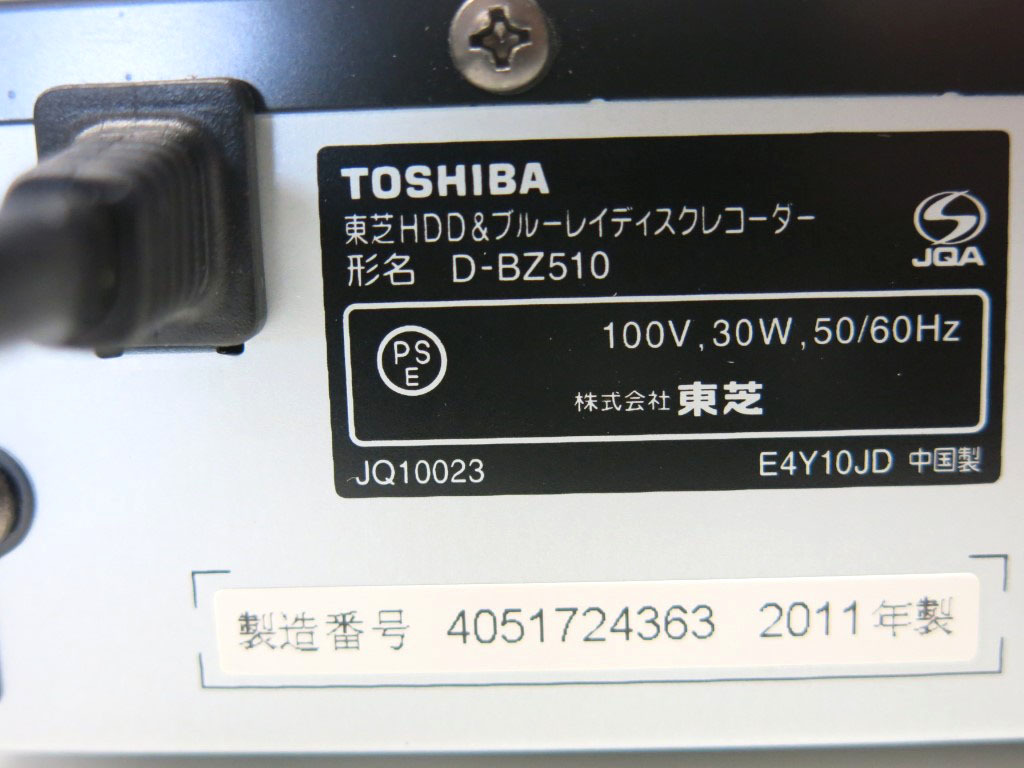 TOSHIBA
東芝HDD&ブルーレイディスクレコーダー
形名 D-BZ510
JQA
PS
E
100V,30W,50/60Hz
株式会社 東芝
JQ10023
E4Y10JD 中国製
製造番号 4051724363 2011年製